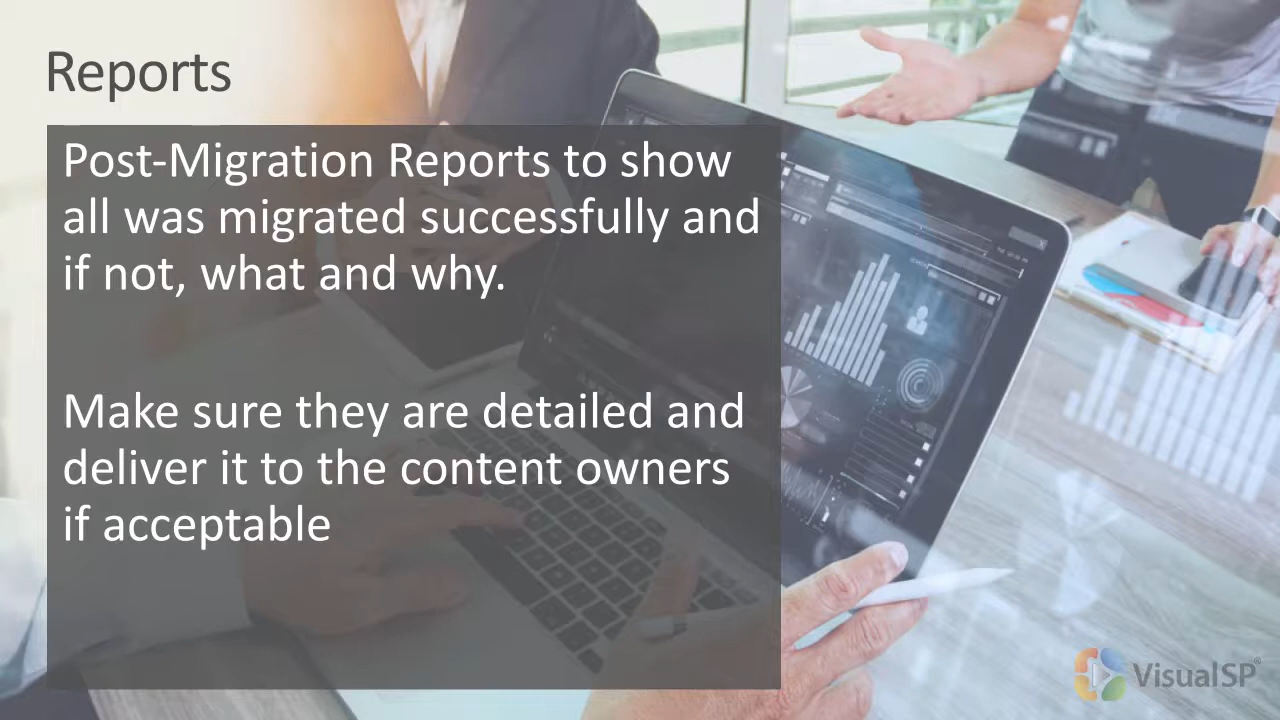 Reports
Post-Migration Reports to show
all was migrated successfully and
if not, what and why.
Make sure they are detailed and
deliver it to the content owners
if acceptable
VisualSP®